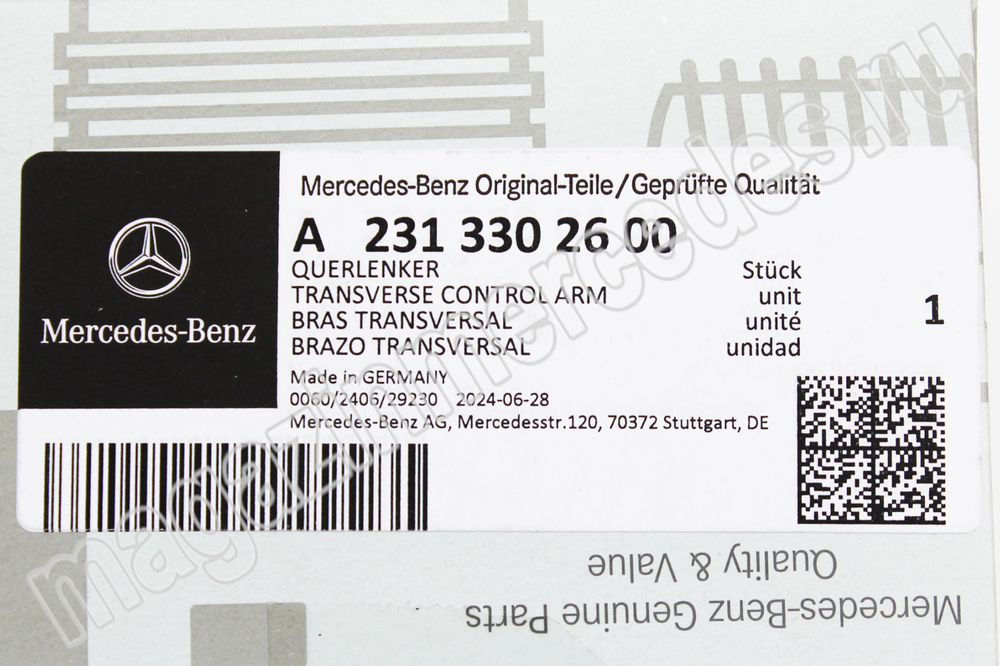 Mercedes-Benz Original-Teile/Geprüfte Qualität
A 231 330 26 00
QUERLENKER
TRANSVERSE CONTROL ARM
BRAS TRANSVERSAL
BRAZO TRANSVERSAL
Stück
unit
unité
unidad
1
Mercedes-Benz
Made in GERMANY
0060/2406/29230 2024-06-28
Mercedes-Benz AG, Mercedesstr.120, 70372 Stuttgart, DE
Mercedes-Benz Genuine Parts
Quality & Value
magazinmercedes.ru